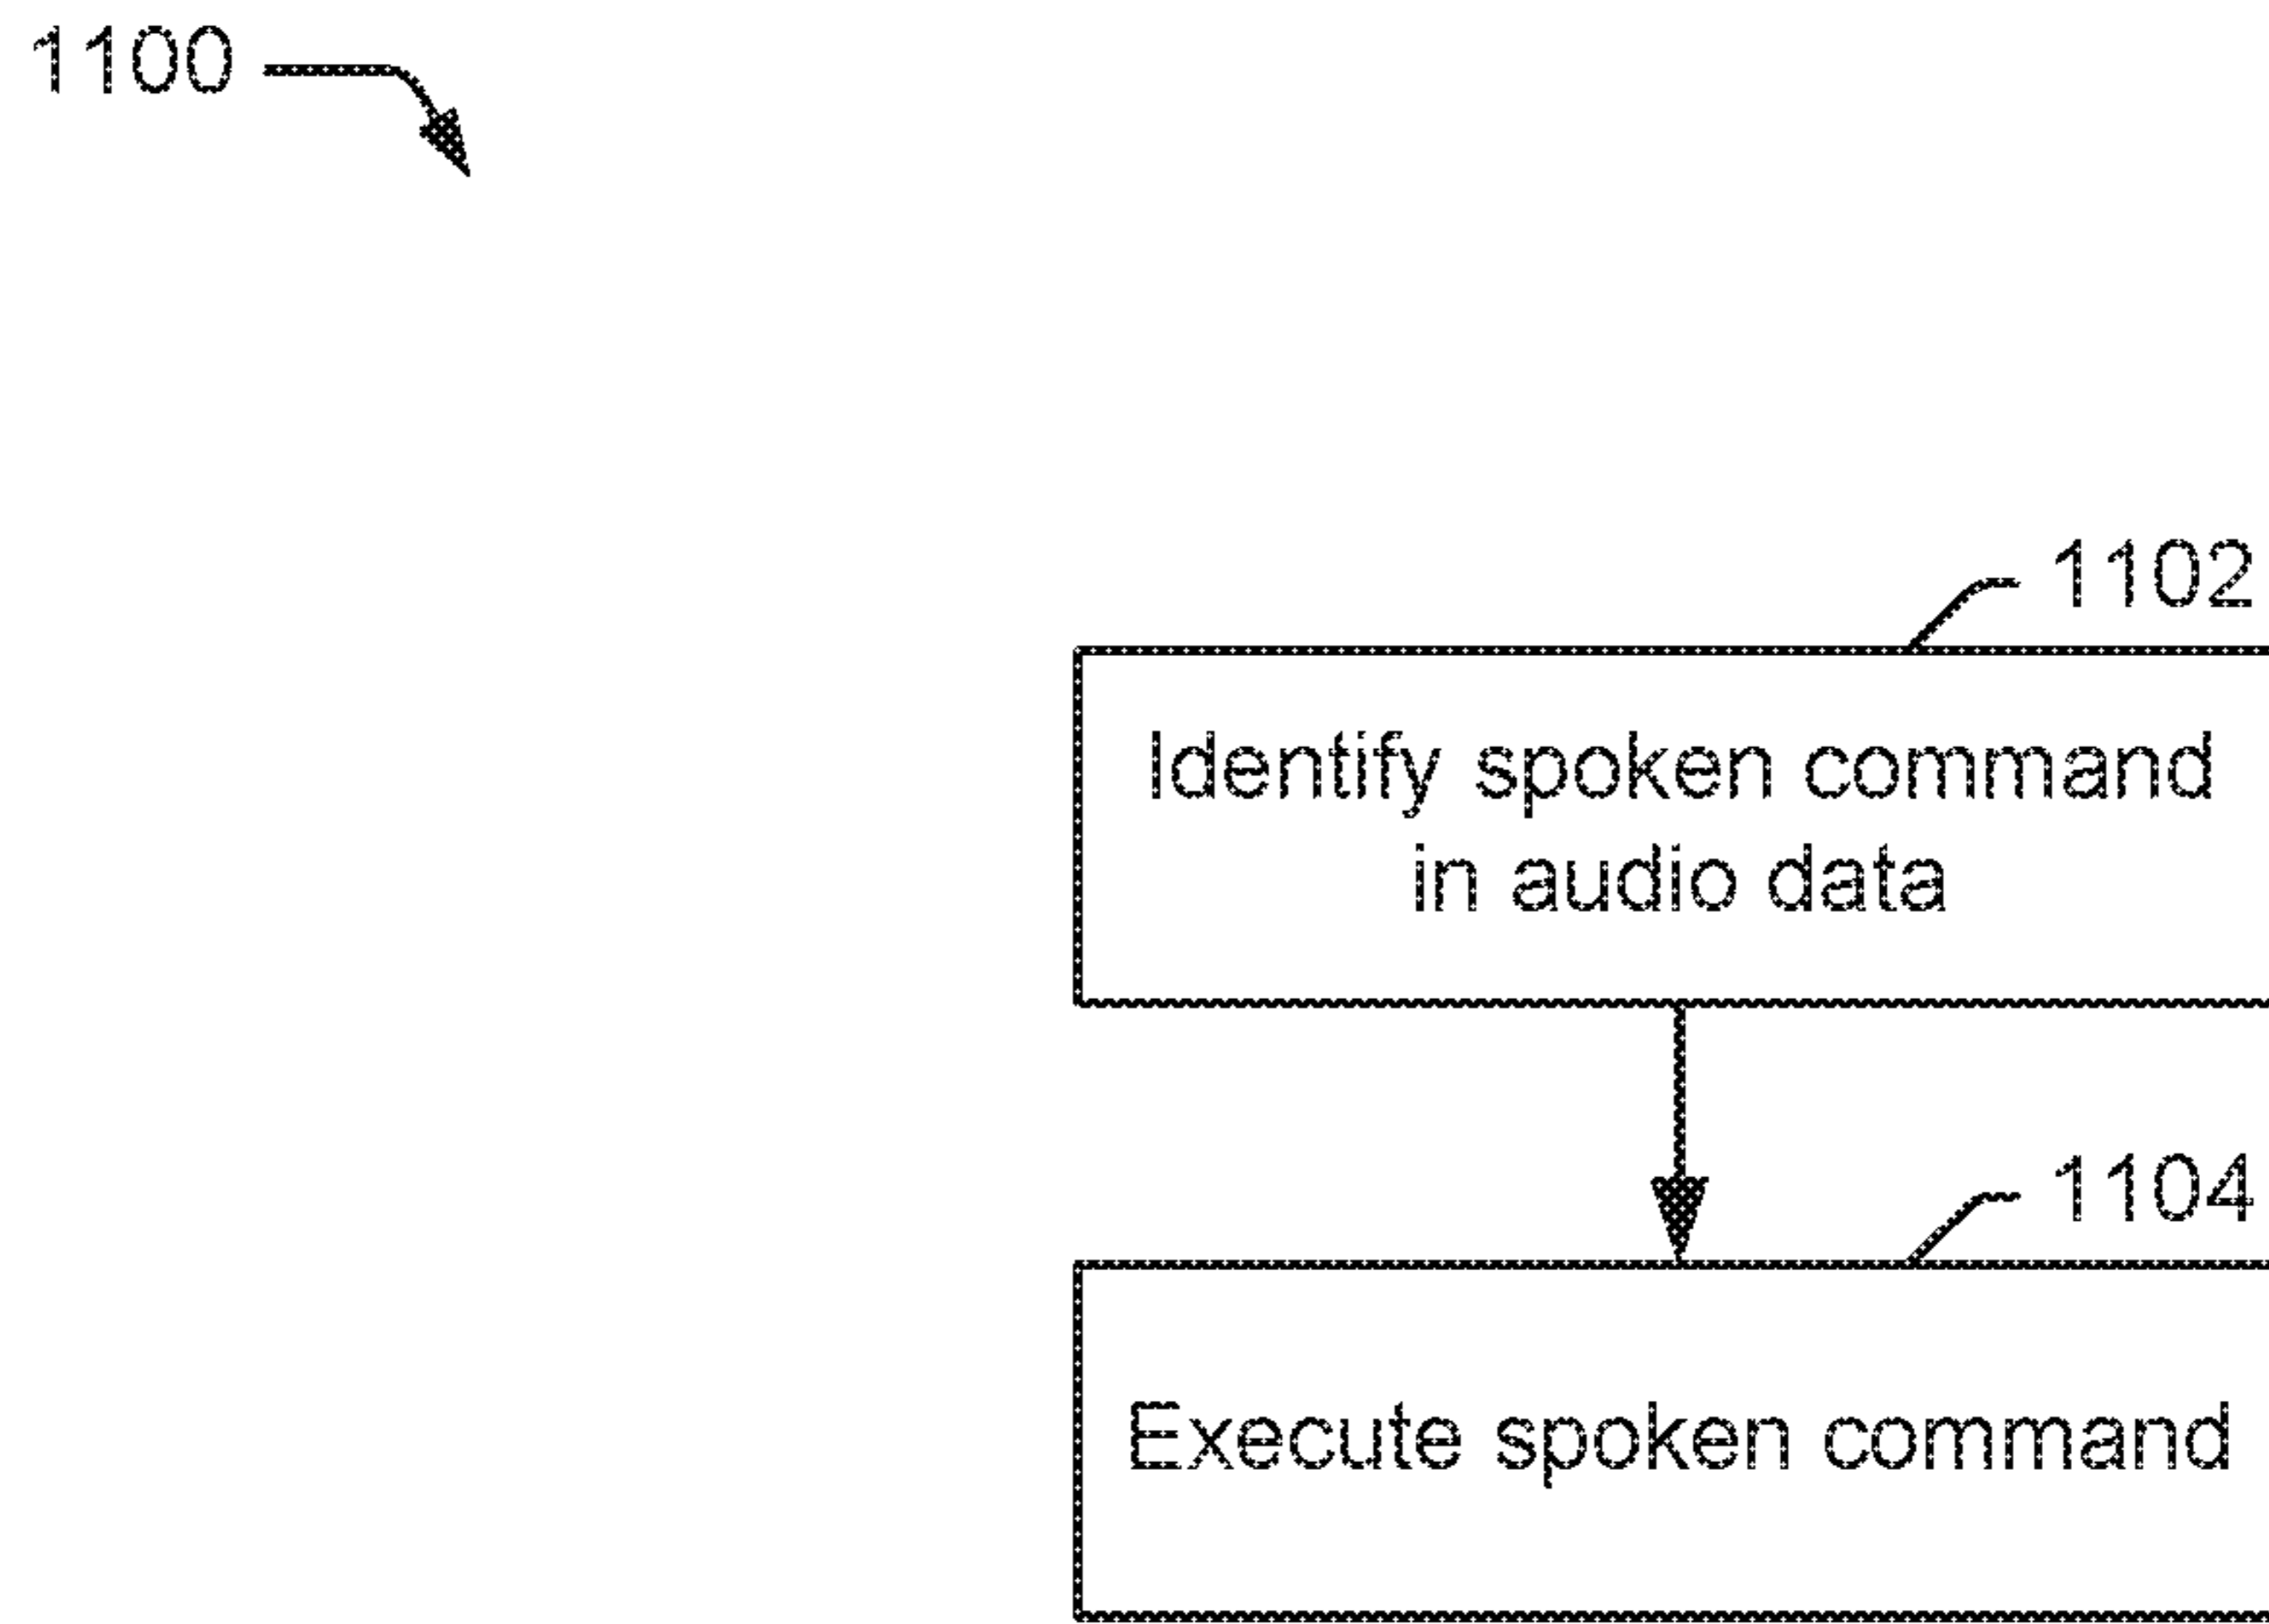 1100
1102
Identify spoken command
in audio data
1104
Execute spoken command